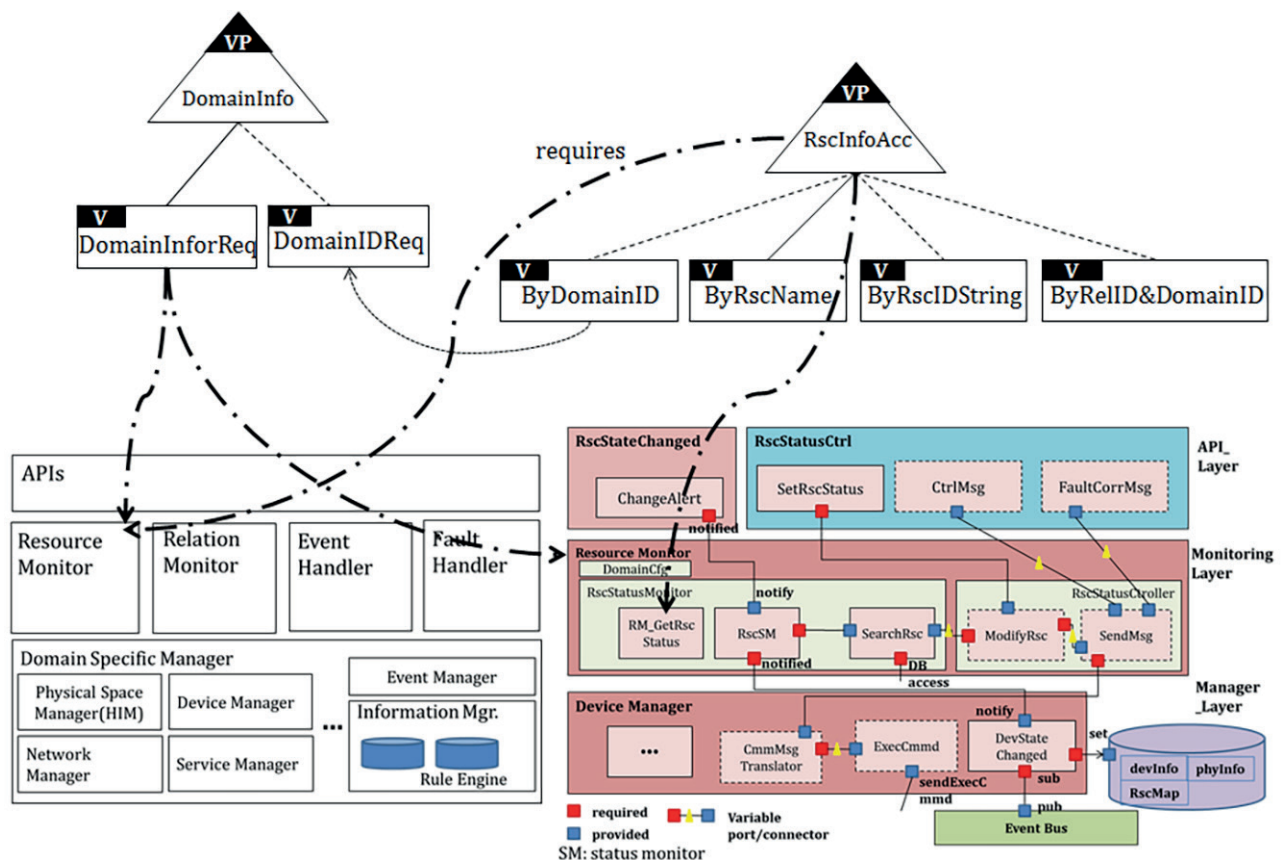 VP
DomainInfo
VP
RscInfoAcc
requires
V
DomainInforReq
V
DomainIDReq
V
ByDomainID
V
ByRscName
V
ByRscIDString
V
ByRelID&DomainID
APIs
Resource
Monitor
Relation
Monitor
Event
Handler
Fault
Handler
Domain Specific Manager
Physical Space
Manager(HIM)
Device Manager
Network
Manager
Service Manager
...
Event Manager
Information Mgr.
Rule Engine
RscStateChanged
ChangeAlert
notified
RscStatusCtrl
SetRscStatus
CtrlMsg
FaultCorrMsg
API_
Layer
Resource Monitor
DomainCfg
RscStatusMonitor
notify
RM_GetRsc
Status
RscSM
SearchRsc
notified
DB
access
RscStatusCtroller
ModifyRsc
SendMsg
Monitoring
Layer
Device Manager
...
CmmMsg
Translator
ExecCmmd
sendExecC
mmd
notify
DevState
Changed
sub
set
Manager
_Layer
devInfo
phyInfo
RscMap
pub
Event Bus
required
provided
Variable
port/connector
SM: status monitor